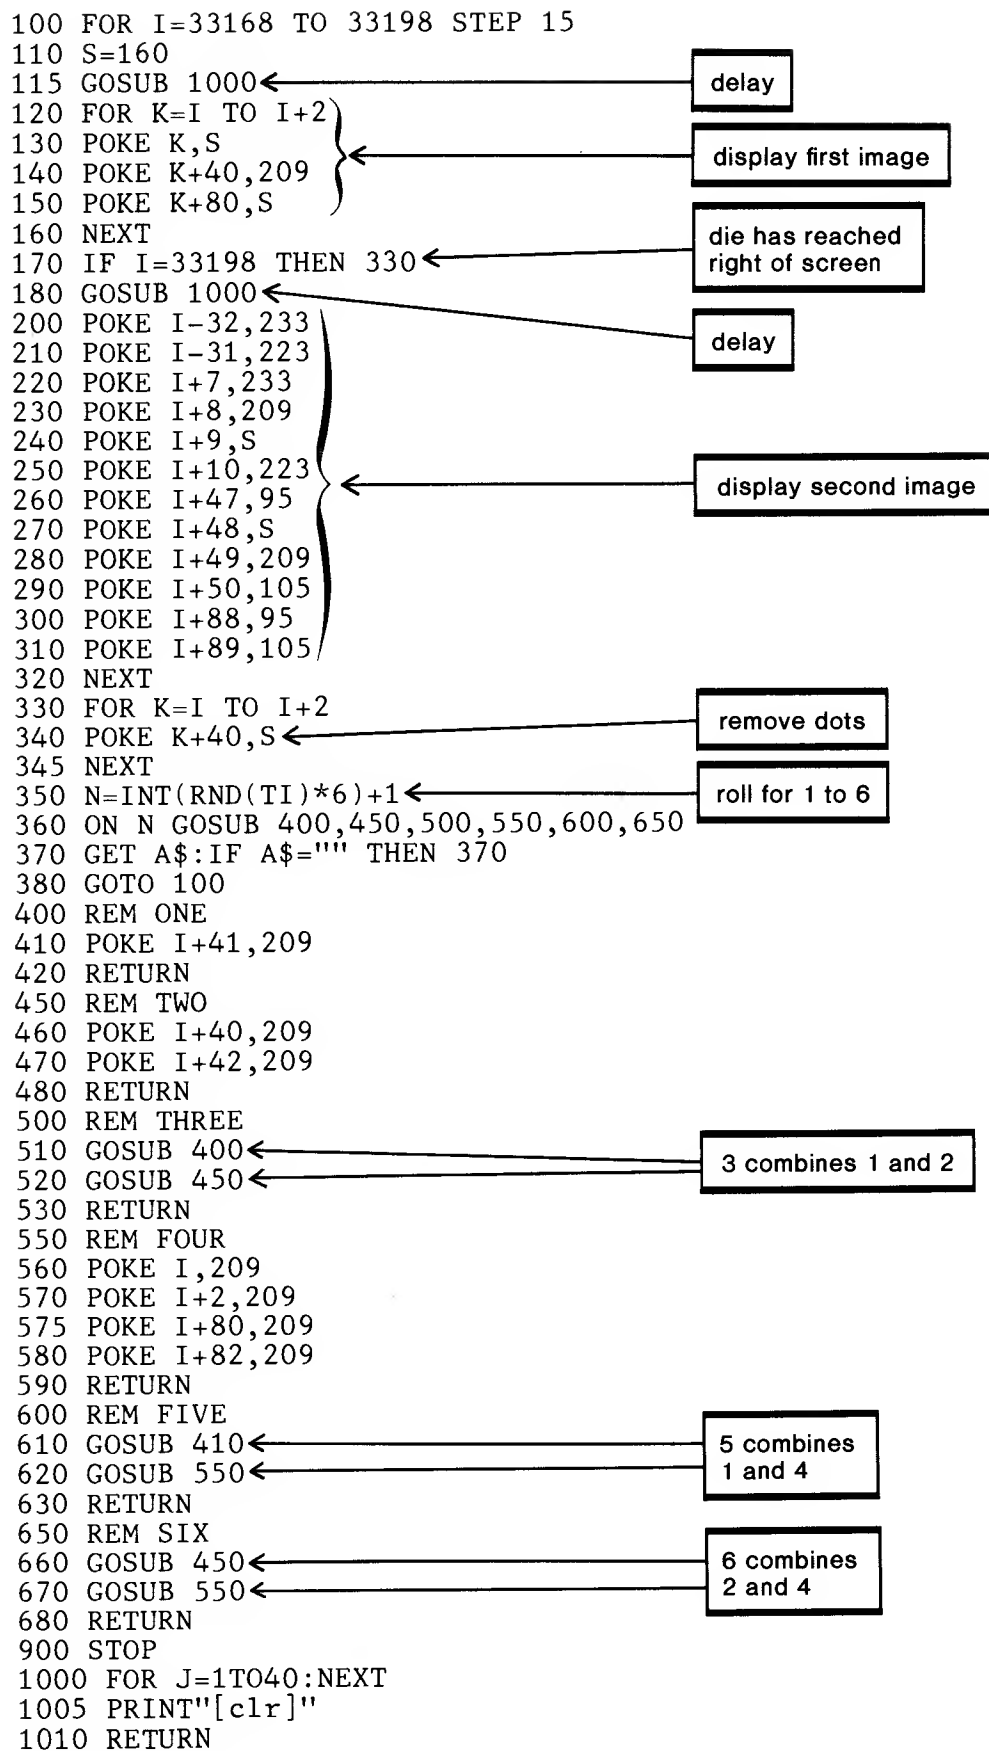 100 FOR I=33168 TO 33198 STEP 15
110 S=160
115 GOSUB 1000
delay
120 FOR K=I TO I+2
130 POKE K,S
140 POKE K+40,209
display first image
150 POKE K+80,S
160 NEXT
170 IF I=33198 THEN 330
die has reached
right of screen
180 GOSUB 1000
delay
200 POKE I-32,233
210 POKE I-31,223
220 POKE I+7,233
230 POKE I+8,209
240 POKE I+9,S
250 POKE I+10,223
260 POKE I+47,95
display second image
270 POKE I+48,S
280 POKE I+49,209
290 POKE I+50,105
300 POKE I+88,95
310 POKE I+89,105
320 NEXT
330 FOR K=I TO I+2
340 POKE K+40,S
remove dots
345 NEXT
350 N=INT(RND(TI)*6)+1
roll for 1 to 6
360 ON N GOSUB 400,450,500,550,600,650
370 GET A$:IF A$="" THEN 370
380 GOTO 100
400 REM ONE
410 POKE I+41,209
420 RETURN
450 REM TWO
460 POKE I+40,209
470 POKE I+42,209
480 RETURN
500 REM THREE
510 GOSUB 400
520 GOSUB 450
3 combines 1 and 2
530 RETURN
550 REM FOUR
560 POKE I,209
570 POKE I+2,209
575 POKE I+80,209
580 POKE I+82,209
590 RETURN
600 REM FIVE
610 GOSUB 410
620 GOSUB 550
5 combines
1 and 4
630 RETURN
650 REM SIX
660 GOSUB 450
670 GOSUB 550
6 combines
2 and 4
680 RETURN
900 STOP
1000 FOR J=1TO40:NEXT
1005 PRINT"[clr]"
1010 RETURN